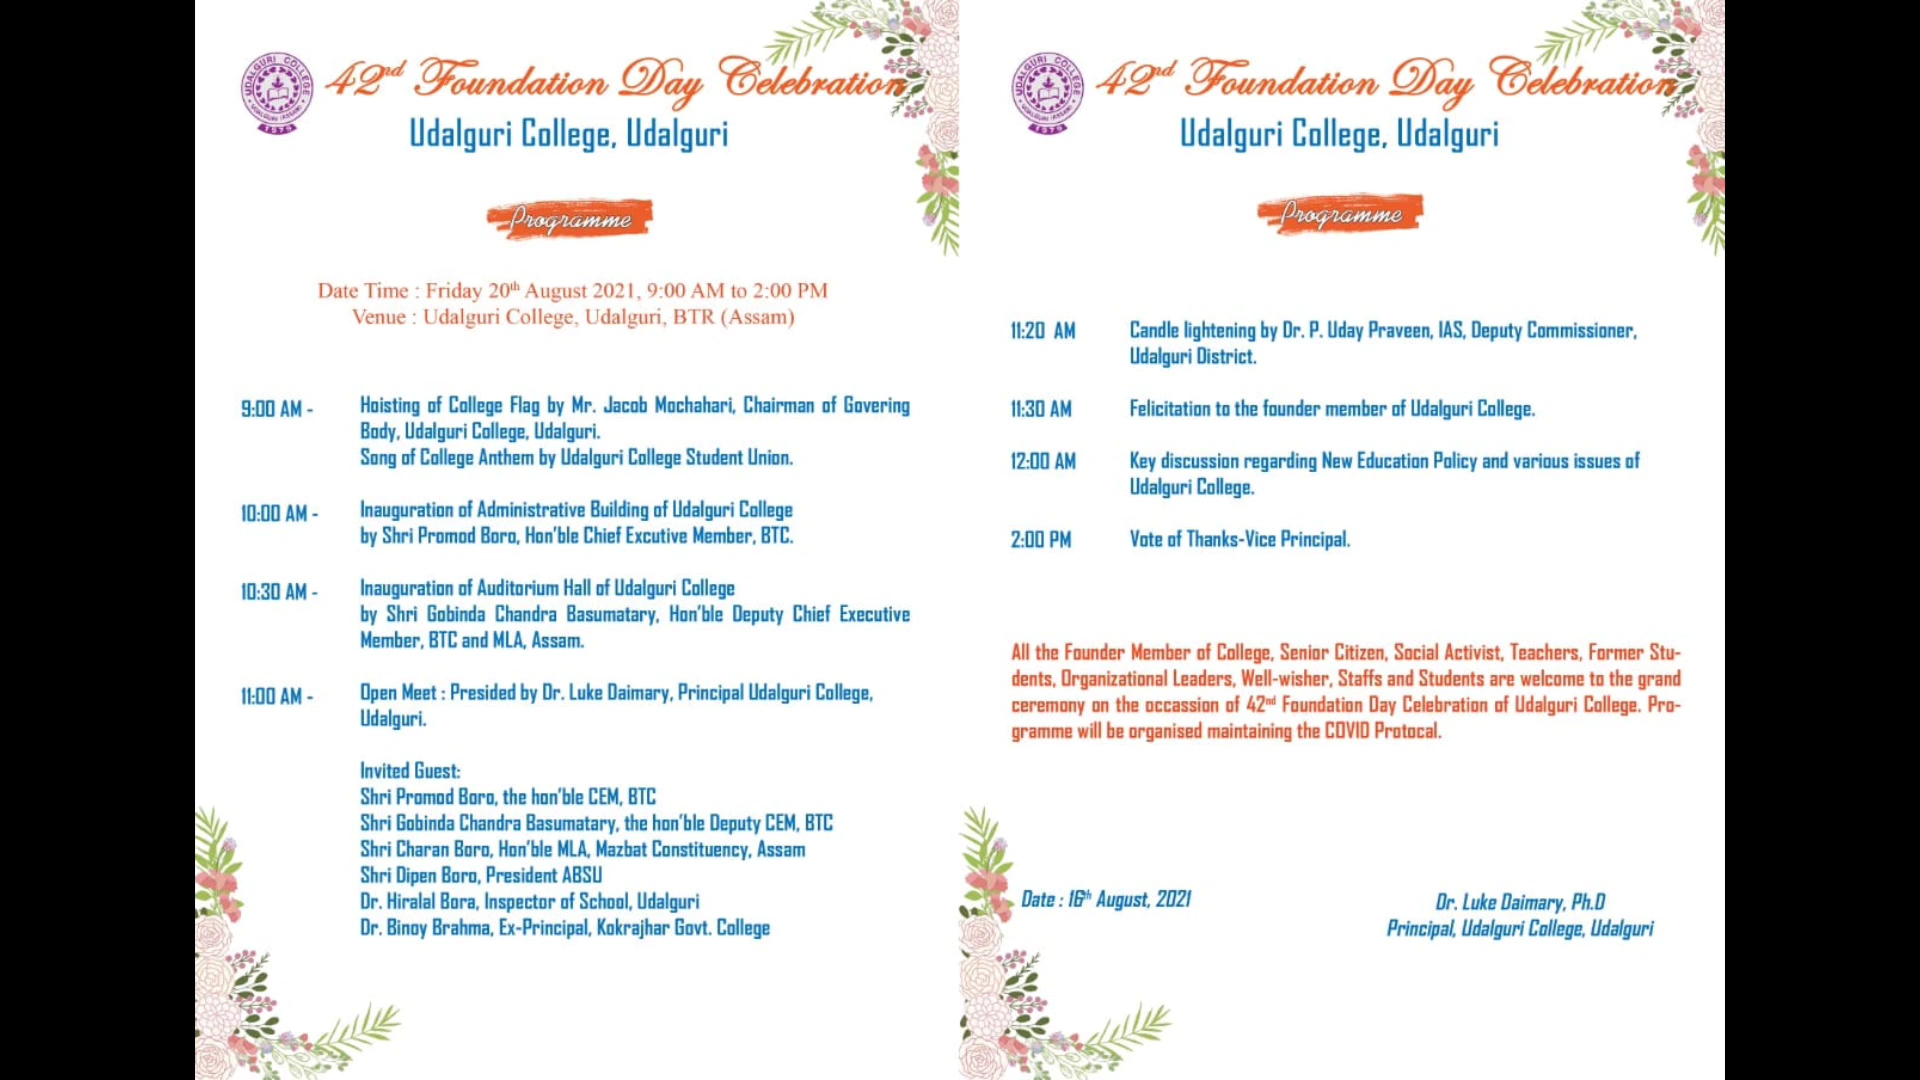 UDALGURI COLLEGE
UDALGURI (ASSAM)
1979
42nd Foundation Day Celebration
Udalguri College, Udalguri
Programme
Date Time : Friday 20th August 2021, 9:00 AM to 2:00 PM
Venue : Udalguri College, Udalguri, BTR (Assam)
9:00 AM - Hoisting of College Flag by Mr. Jacob Mochahari, Chairman of Govering
Body, Udalguri College, Udalguri.
Song of College Anthem by Udalguri College Student Union.
10:00 AM - Inauguration of Administrative Building of Udalguri College
by Shri Promod Boro, Hon'ble Chief Excutive Member, BTC.
10:30 AM - Inauguration of Auditorium Hall of Udalguri College
by Shri Gobinda Chandra Basumatary, Hon'ble Deputy Chief Executive
Member, BTC and MLA, Assam.
11:00 AM - Open Meet : Presided by Dr. Luke Daimary, Principal Udalguri College,
Udalguri.
Invited Guest:
Shri Promod Boro, the hon'ble CEM, BTC
Shri Gobinda Chandra Basumatary, the hon'ble Deputy CEM, BTC
Shri Charan Boro, Hon'ble MLA, Mazbat Constituency, Assam
Shri Dipen Boro, President ABSU
Dr. Hiralal Bora, Inspector of School, Udalguri
Dr. Binoy Brahma, Ex-Principal, Kokrajhar Govt. College
UDALGURI COLLEGE
UDALGURI (ASSAM)
1979
42nd Foundation Day Celebration
Udalguri College, Udalguri
Programme
11:20 AM Candle lightening by Dr. P. Uday Praveen, IAS, Deputy Commissioner,
Udalguri District.
11:30 AM Felicitation to the founder member of Udalguri College.
12:00 AM Key discussion regarding New Education Policy and various issues of
Udalguri College.
2:00 PM Vote of Thanks-Vice Principal.
All the Founder Member of College, Senior Citizen, Social Activist, Teachers, Former Stu-
dents, Organizational Leaders, Well-wisher, Staffs and Students are welcome to the grand
ceremony on the occassion of 42nd Foundation Day Celebration of Udalguri College. Pro-
gramme will be organised maintaining the COVID Protocal.
Date : 16th August, 2021
Dr. Luke Daimary, Ph.D
Principal, Udalguri College, Udalguri